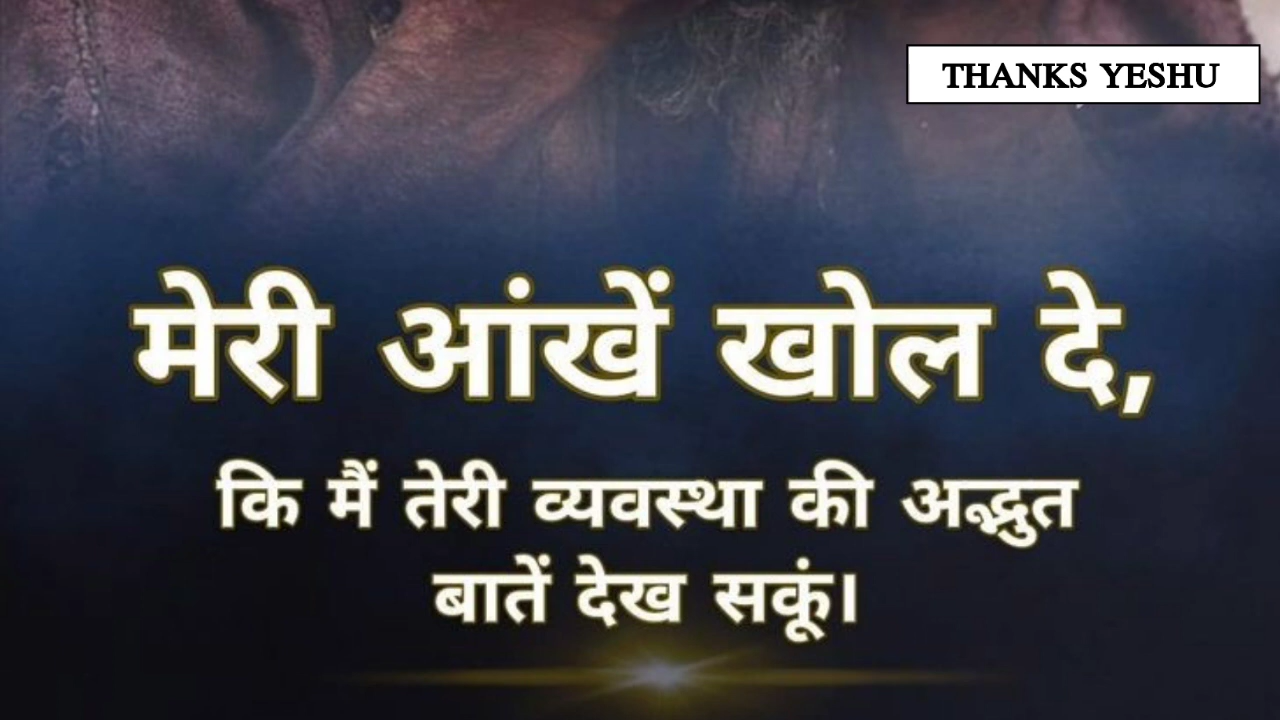 THANKS YESHU
मेरी आंखें खोल दे,
कि मैं तेरी व्यवस्था की अद्भुत
बातें देख सकूं।